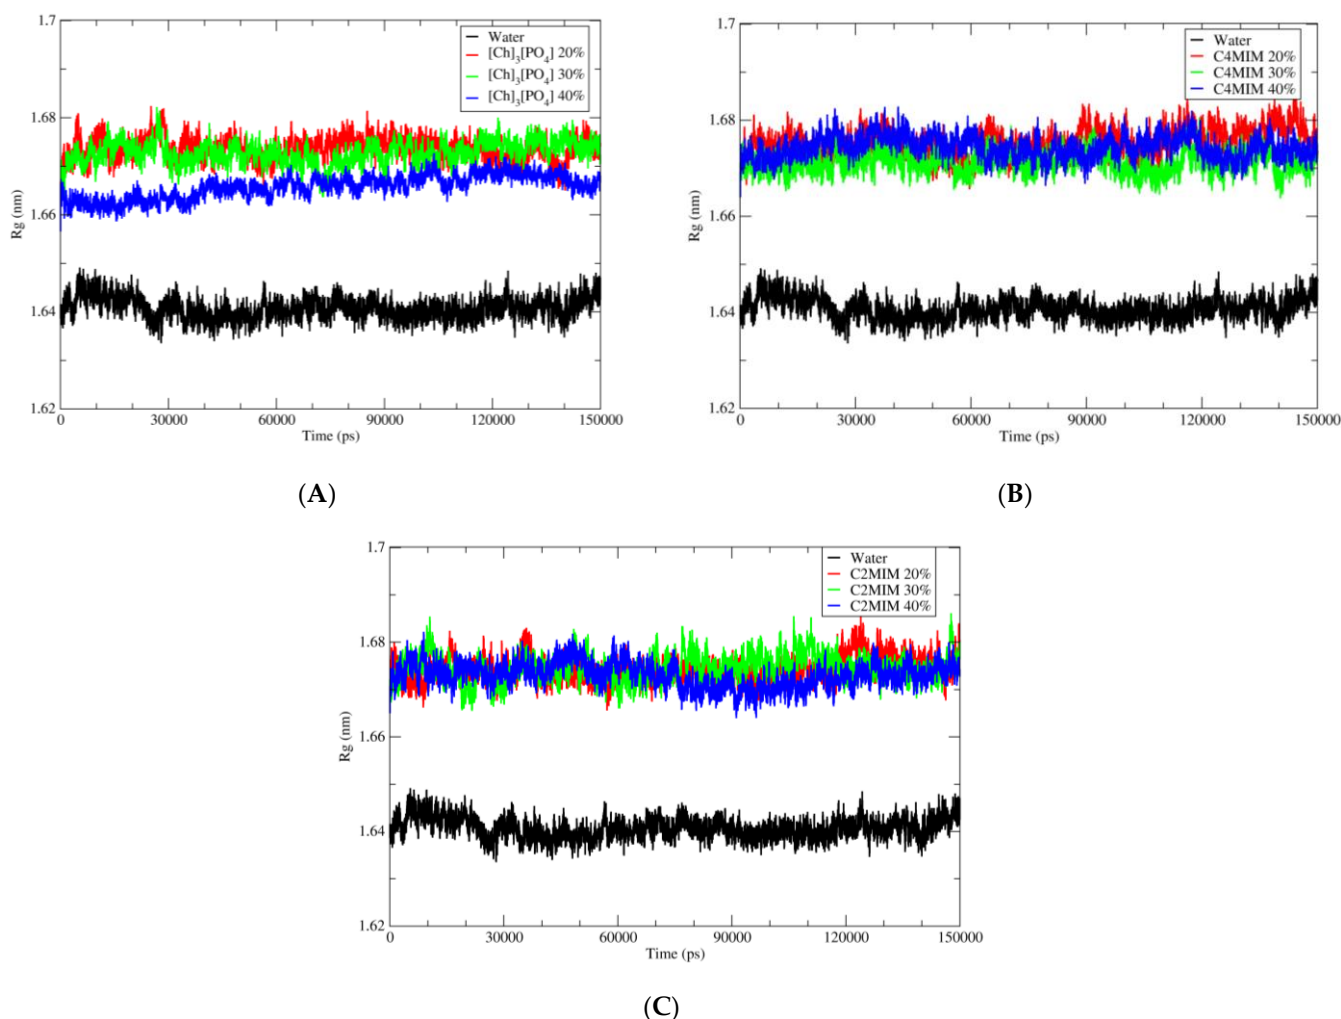 1.7
1.68
1.66
1.64
1.62
Rg (nm)
0
30000
60000
90000
120000
150000
Time (ps)
Water
[Ch]₃[PO₄] 20%
[Ch]₃[PO₄] 30%
[Ch]₃[PO₄] 40%
(A)
1.7
1.68
1.66
1.64
1.62
Rg (nm)
0
30000
60000
90000
120000
150000
Time (ps)
Water
C4MIM 20%
C4MIM 30%
C4MIM 40%
(B)
1.7
1.68
1.66
1.64
1.62
Rg (nm)
0
30000
60000
90000
120000
150000
Time (ps)
Water
C2MIM 20%
C2MIM 30%
C2MIM 40%
(C)